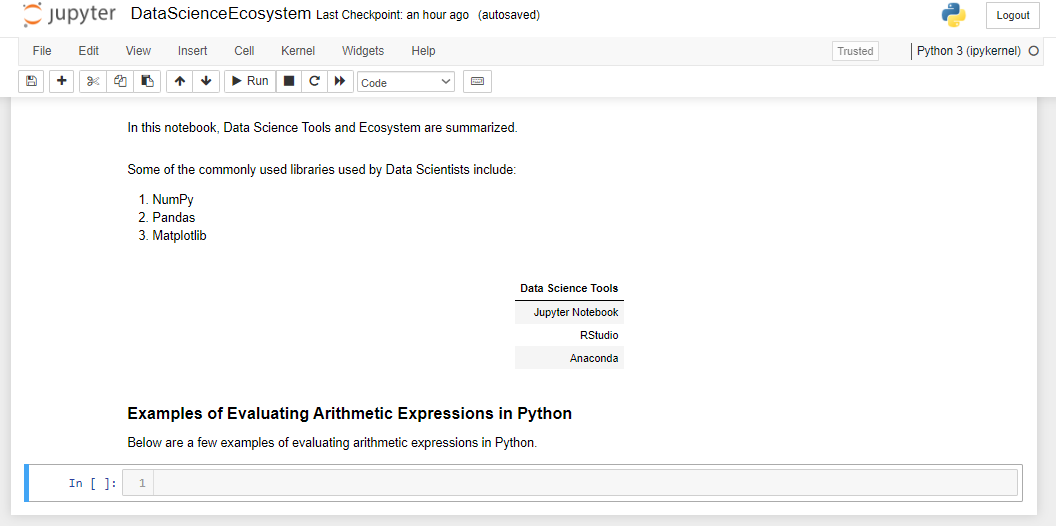 jupyter DataScienceEcosystem Last Checkpoint: an hour ago (autosaved) Logout
File Edit View Insert Cell Kernel Widgets Help Trusted Python 3 (ipykernel)
Run Code
In this notebook, Data Science Tools and Ecosystem are summarized.
Some of the commonly used libraries used by Data Scientists include:
1. NumPy
2. Pandas
3. Matplotlib
Data Science Tools
Jupyter Notebook
RStudio
Anaconda
Examples of Evaluating Arithmetic Expressions in Python
Below are a few examples of evaluating arithmetic expressions in Python.
In [ ]: 1